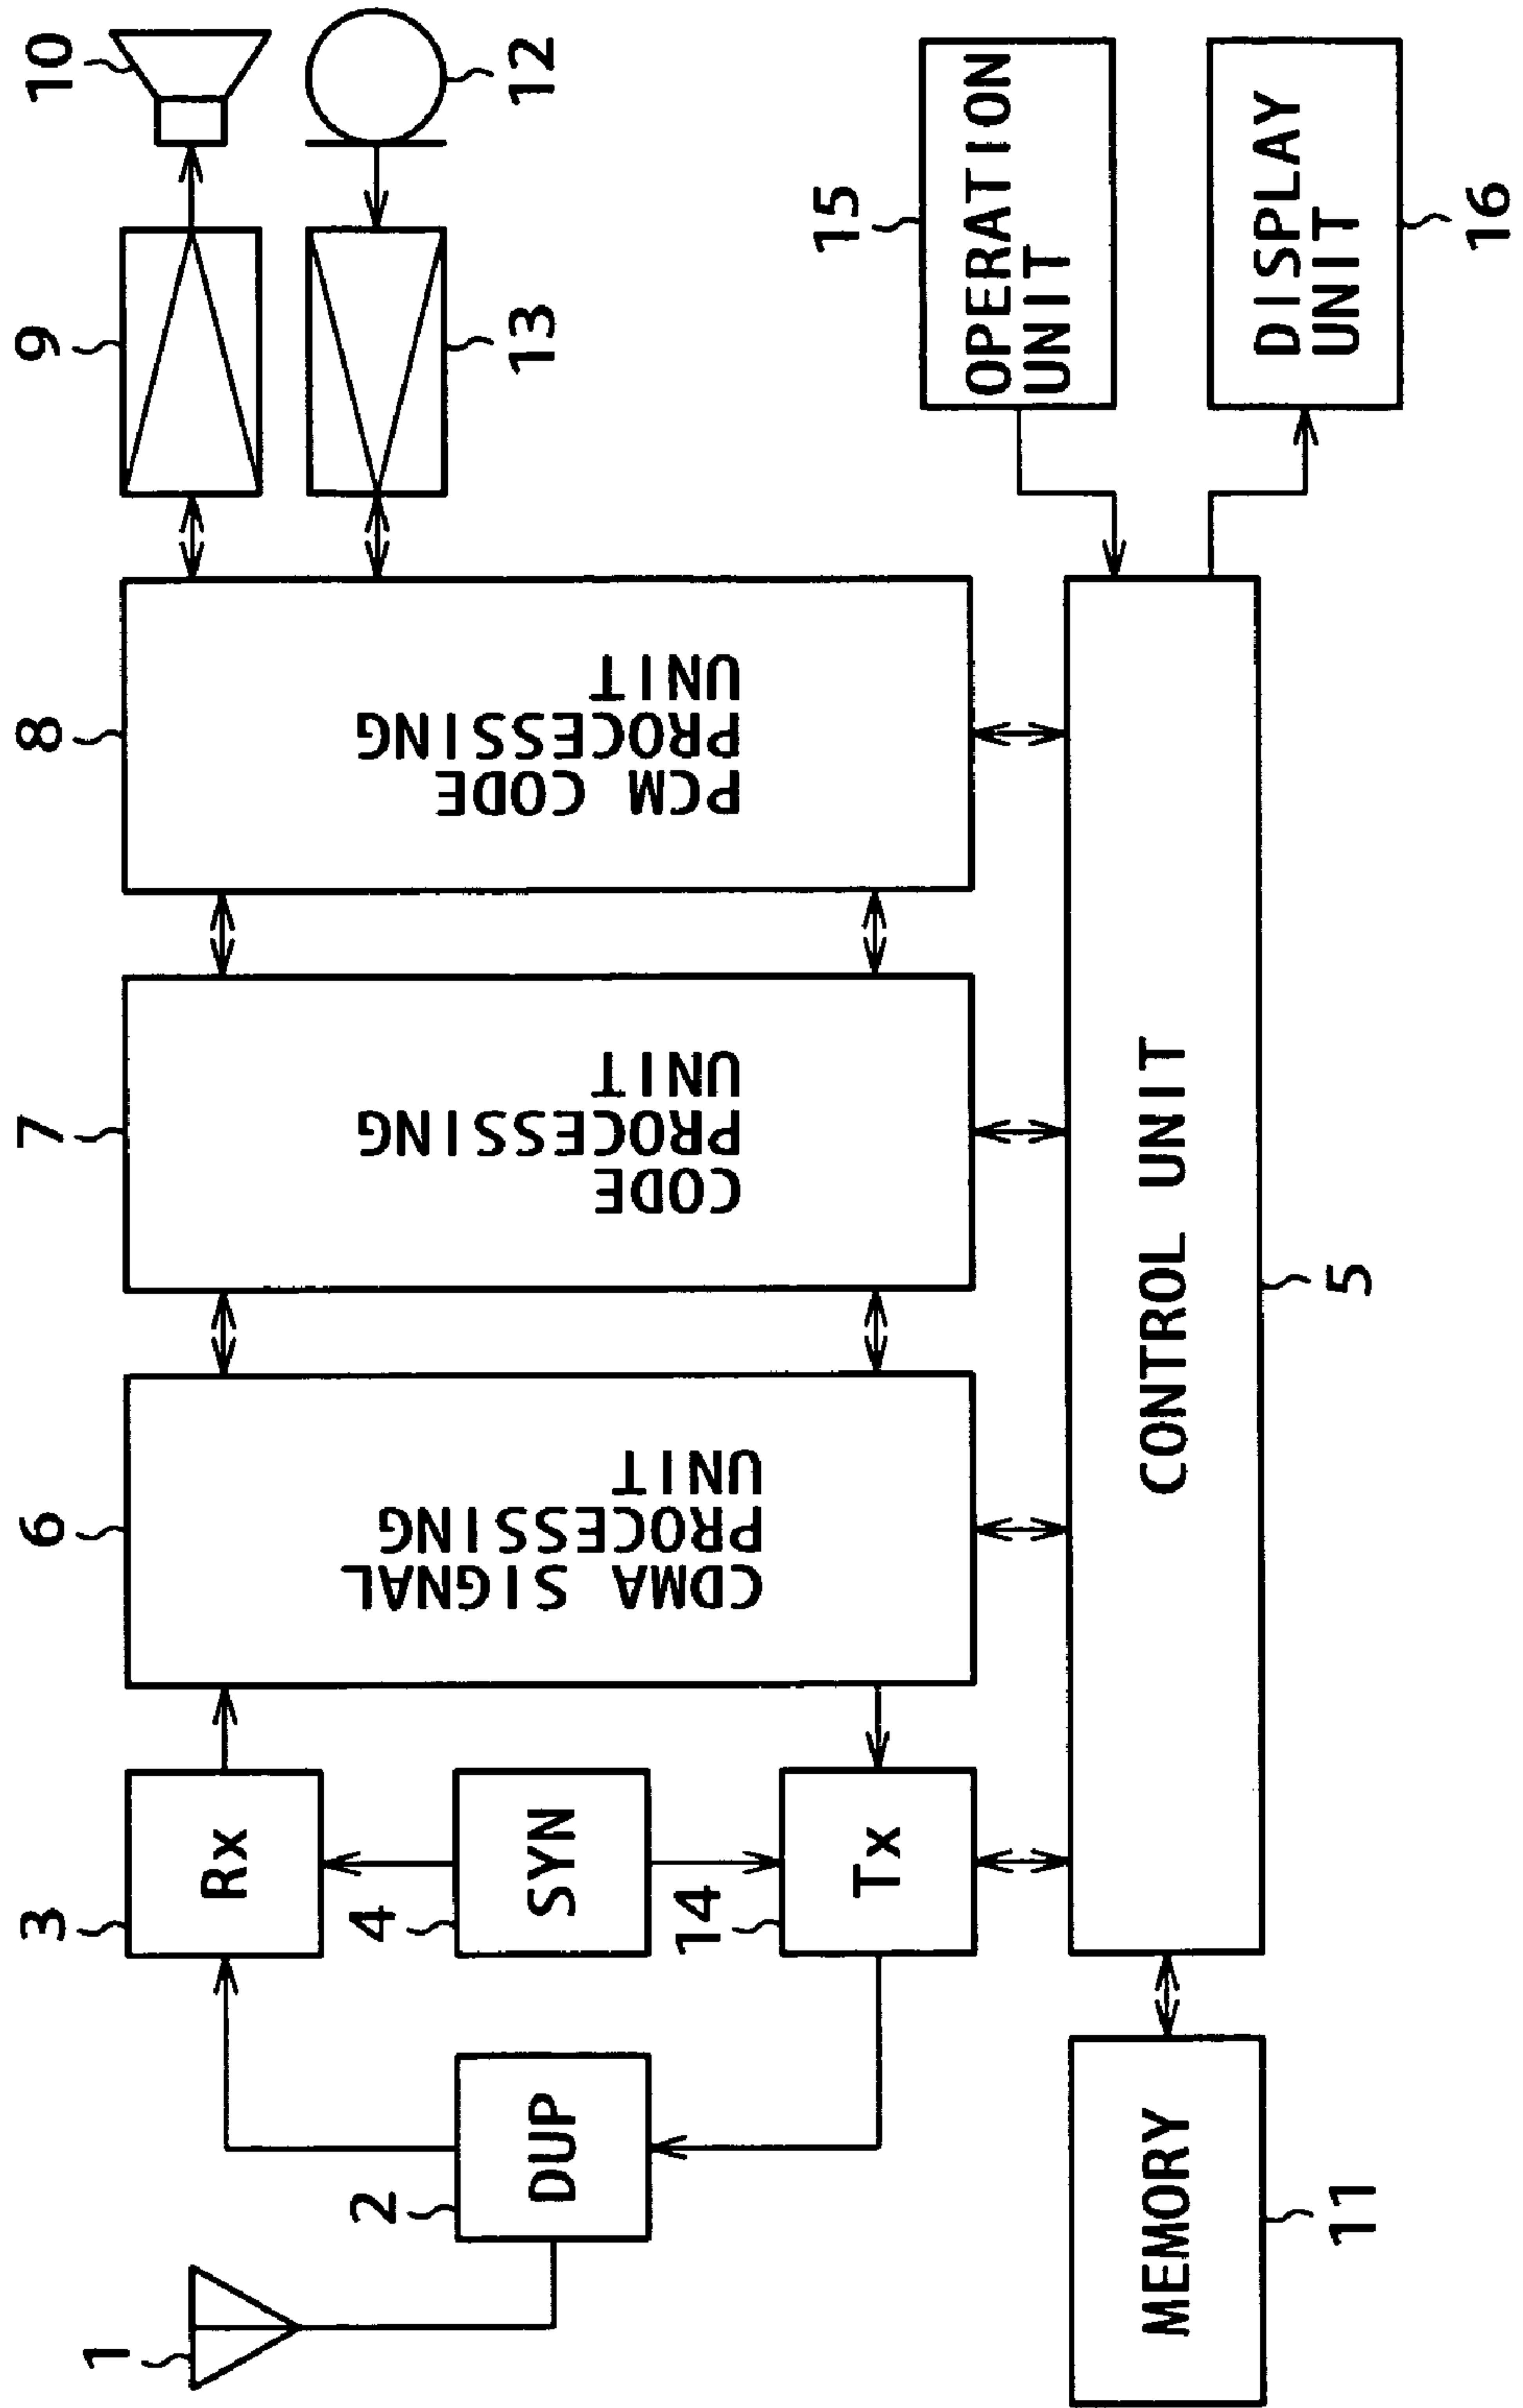 1
2
DUP
3
Rx
4
SYN
14
Tx
6
CDMA SIGNAL
PROCESSING
UNIT
7
CODE
PROCESSING
UNIT
8
PCM CODE
PROCESSING
UNIT
9
10
13
12
MEMORY
11
CONTROL UNIT
5
15
OPERATION
UNIT
DISPLAY
UNIT
16